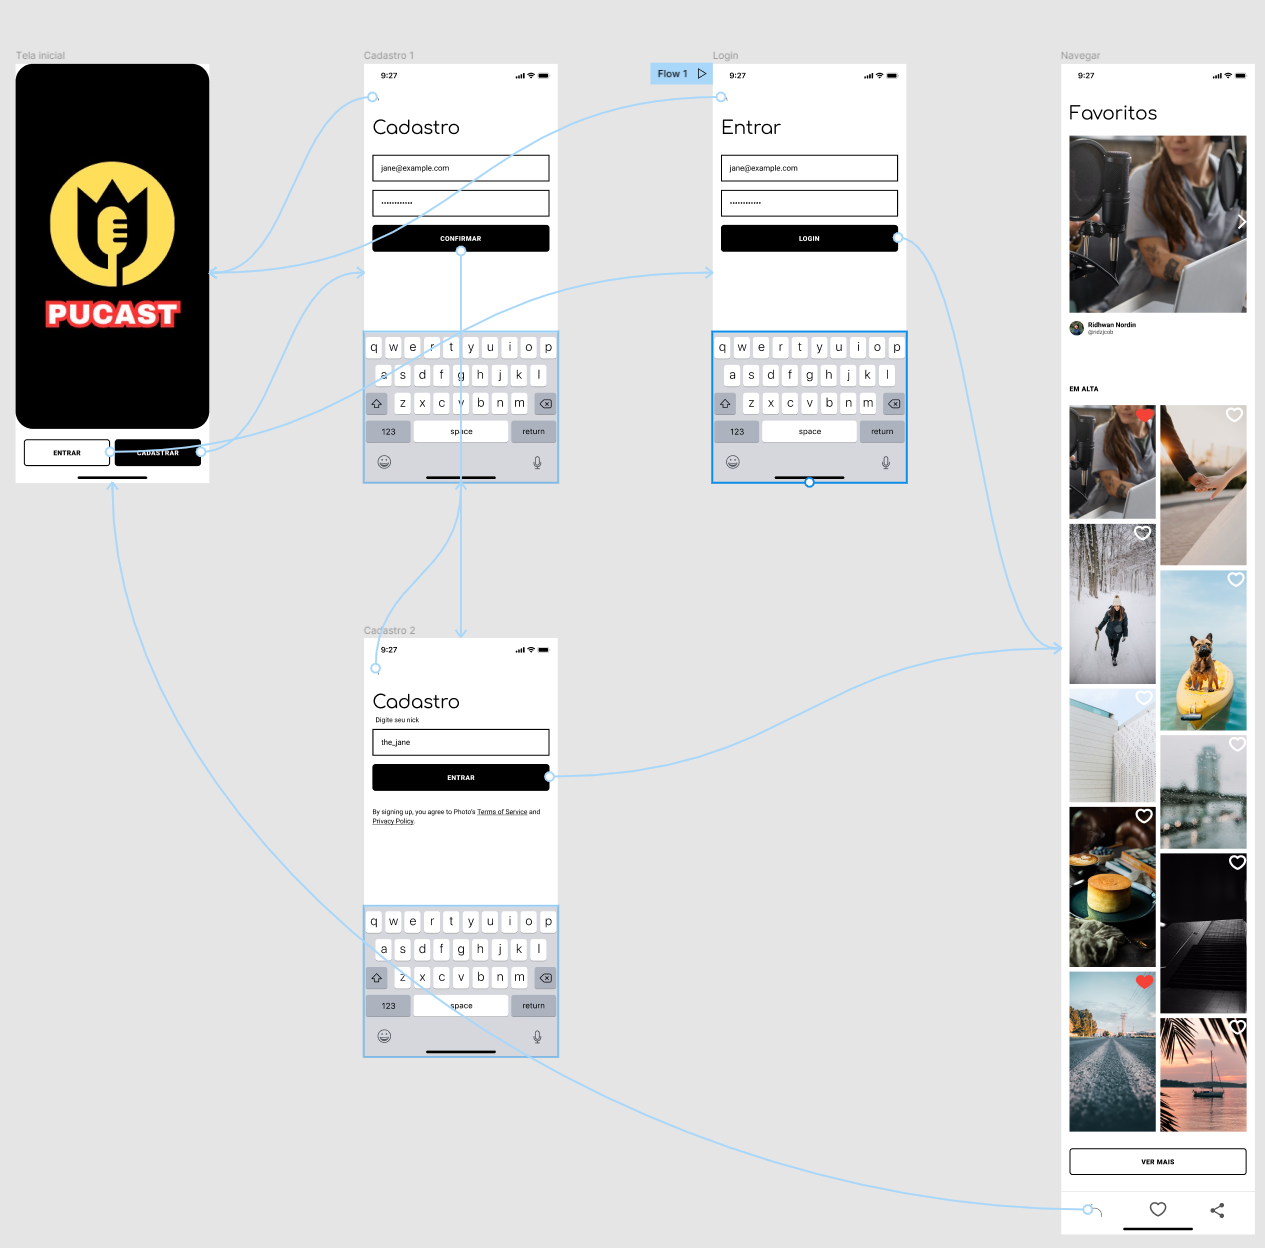 Tela inicial
PUCAST
ENTRAR
CADASTRAR
Cadastro 1
9:27
Cadastro
jane@example.com
CONFIRMAR
q w e r t y u i o p
a s d f g h j k l
z x c v b n m
123 space return
Flow 1
Login
9:27
Entrar
jane@example.com
LOGIN
q w e r t y u i o p
a s d f g h j k l
z x c v b n m
123 space return
Cadastro 2
9:27
Cadastro
Digite seu nick
the_jane
ENTRAR
By signing up, you agree to Photo's Terms of Service and
Privacy Policy.
q w e r t y u i o p
a s d f g h j k l
z x c v b n m
123 space return
Navegar
9:27
Favoritos
Ridhwan Nordin
@ridzjcob
EM ALTA
VER MAIS